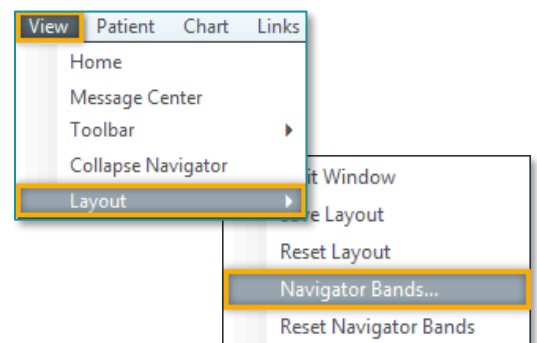 View Patient Chart Links
Home
Message Center
Toolbar
Collapse Navigator
Layout
Window
Layout
Reset Layout
Navigator Bands...
Reset Navigator Bands